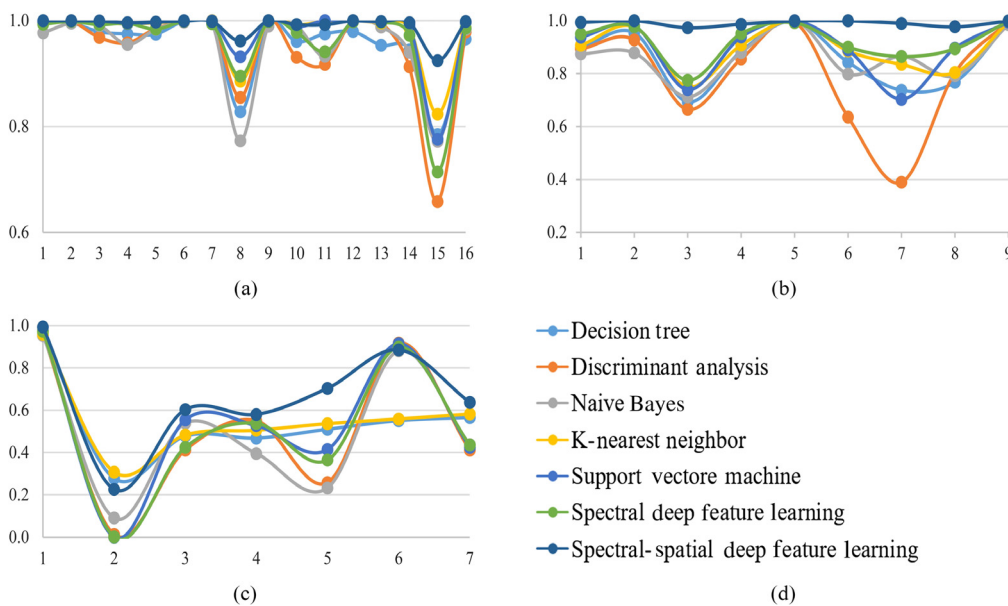 1.0
0.8
0.6
1 2 3 4 5 6 7 8 9 10 11 12 13 14 15 16
(a)
1.0
0.8
0.6
0.4
0.2
1 2 3 4 5 6 7 8 9
(b)
1.0
0.8
0.6
0.4
0.2
0.0
1 2 3 4 5 6 7
(c)
Decision tree
Discriminant analysis
Naive Bayes
K-nearest neighbor
Support vectore machine
Spectral deep feature learning
Spectral-spatial deep feature learning
(d)